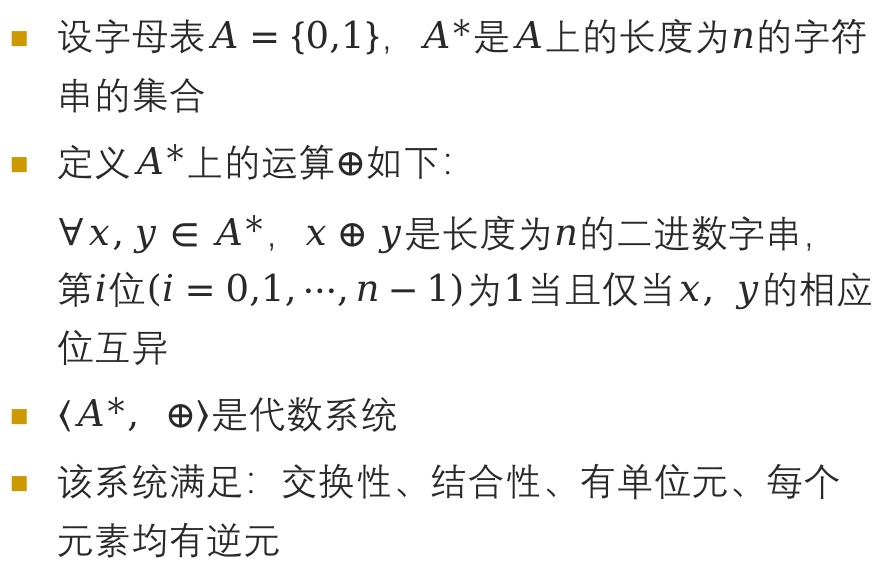 ■ 设字母表A = {0,1}, A*是A上的长度为n的字符
串的集合
■ 定义A*上的运算⊕如下:
∀x, y ∈ A*, x ⊕ y是长度为n的二进数字串,
第i位(i = 0,1, ⋯, n − 1)为1当且仅当x, y的相应
位互异
■ ⟨A*, ⊕⟩是代数系统
■ 该系统满足: 交换性、结合性、有单位元、每个
元素均有逆元